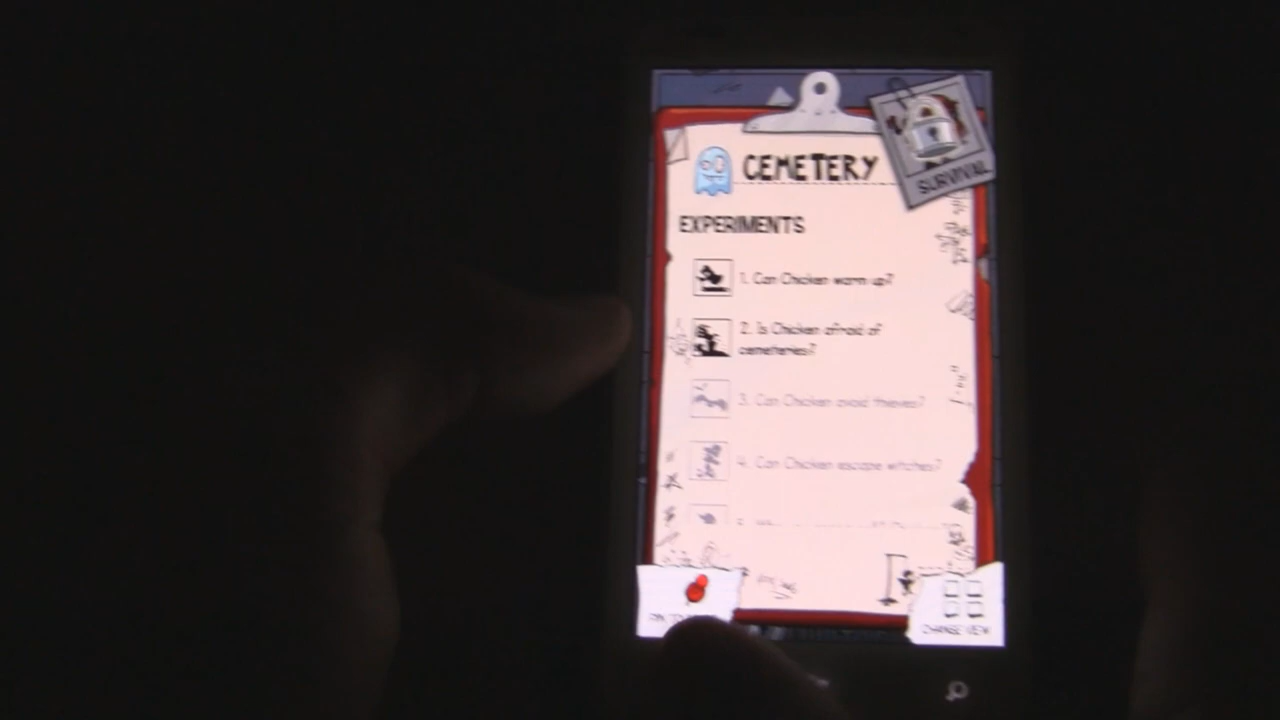 CEMETERY
SURVIVAL
EXPERIMENTS
1. Can Chicken warm up?
2. Is Chicken afraid of
cemeteries?
3. Can Chicken avoid thieves?
4. Can Chicken escape witches?
5.
CHANGE VIEW